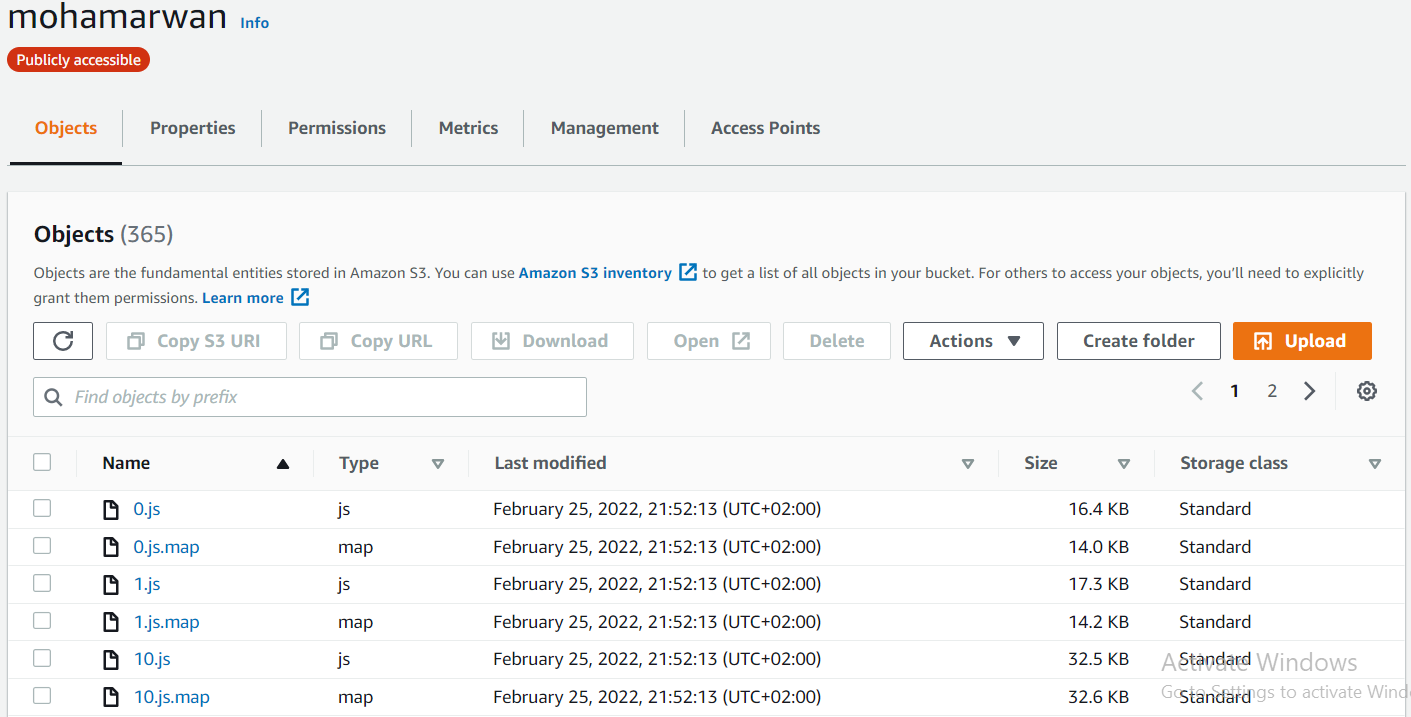 mohamarwan Info
Publicly accessible
Objects Properties Permissions Metrics Management Access Points
Objects (365)
Objects are the fundamental entities stored in Amazon S3. You can use Amazon S3 inventory to get a list of all objects in your bucket. For others to access your objects, you'll need to explicitly
grant them permissions. Learn more
Copy S3 URI Copy URL Download Open Delete Actions Create folder Upload
Find objects by prefix 1 2
Name Type Last modified Size Storage class
0.js js February 25, 2022, 21:52:13 (UTC+02:00) 16.4 KB Standard
0.js.map map February 25, 2022, 21:52:13 (UTC+02:00) 14.0 KB Standard
1.js js February 25, 2022, 21:52:13 (UTC+02:00) 17.3 KB Standard
1.js.map map February 25, 2022, 21:52:13 (UTC+02:00) 14.2 KB Standard
10.js js February 25, 2022, 21:52:13 (UTC+02:00) 32.5 KB Standard
Activate Windows
10.js.map map February 25, 2022, 21:52:13 (UTC+02:00) 32.6 KB Standard
Go to Settings to activate Wind